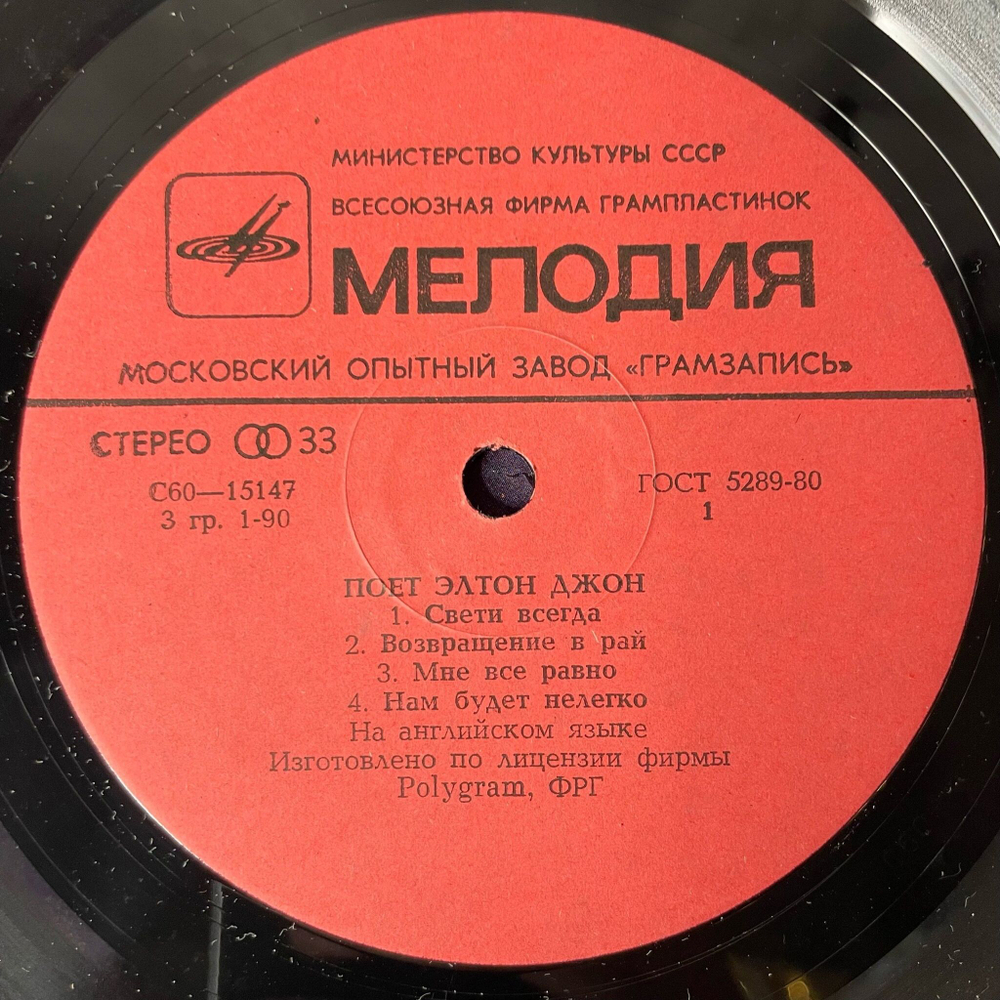 МИНИСТЕРСТВО КУЛЬТУРЫ СССР
ВСЕСОЮЗНАЯ ФИРМА ГРАМПЛАСТИНОК
МЕЛОДИЯ
МОСКОВСКИЙ ОПЫТНЫЙ ЗАВОД «ГРАМЗАПИСЬ»
СТЕРЕО 33
С60—15147
3 гр. 1-90
ГОСТ 5289-80
1
ПОЕТ ЭЛТОН ДЖОН
1. Свети всегда
2. Возвращение в рай
3. Мне все равно
4. Нам будет нелегко
На английском языке
Изготовлено по лицензии фирмы
Polygram, ФРГ